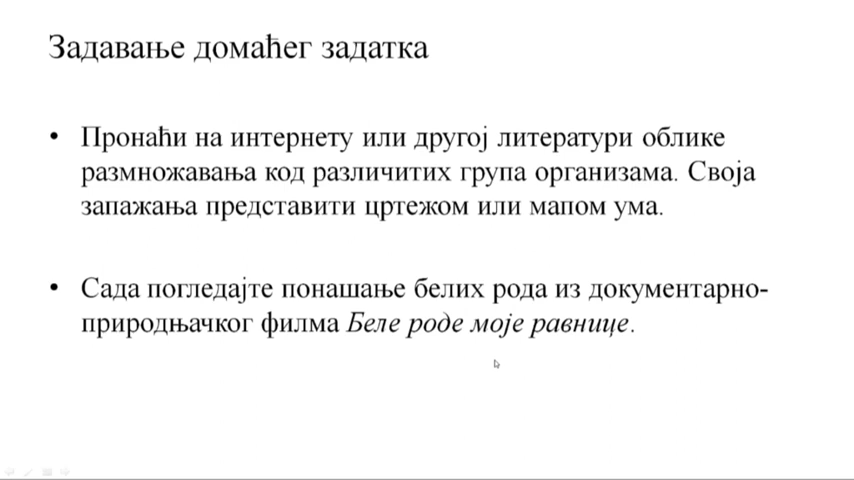 Задавање домаћег задатка
• Пронаћи на интернету или другој литератури облике
размножавања код различитих група организама. Своја
запажања представити цртежом или мапом ума.
• Сада погледајте понашање белих рода из документарно-
природњачког филма Беле роде моје равнице.